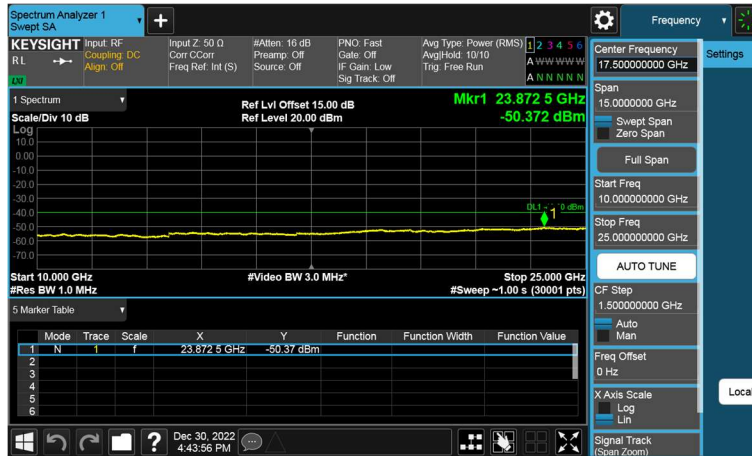 Spectrum Analyzer 1
Swept SA
Frequency
KEYSIGHT
RL
LXI
Input: RF
Coupling: DC
Align: Off
Input Z: 50 Ω
Corr CCorr
Freq Ref: Int (S)
#Atten: 16 dB
Preamp: Off
Source: Off
PNO: Fast
Gate: Off
IF Gain: Low
Sig Track: Off
Avg Type: Power (RMS)
Avg|Hold: 10/10
Trig: Free Run
1 2 3 4 5 6
A W W W W W
A N N N N N
1 Spectrum
Scale/Div 10 dB
Ref Lvl Offset 15.00 dB
Ref Level 20.00 dBm
Mkr1 23.872 5 GHz
-50.372 dBm
Log
10.0
0.00
-10.0
-20.0
-30.0
-40.0
-50.0
-60.0
-70.0
1
Start 10.000 GHz
#Res BW 1.0 MHz
#Video BW 3.0 MHz*
Stop 25.000 GHz
#Sweep ~1.00 s (30001 pts)
5 Marker Table
Mode Trace Scale X Y Function Function Width Function Value
1 N 1 f 23.872 5 GHz -50.37 dBm
2
3
4
5
6
Dec 30, 2022
4:43:56 PM
Center Frequency
17.500000000 GHz
Settings
Span
15.0000000 GHz
Swept Span
Zero Span
Full Span
Start Freq
10.000000000 GHz
Stop Freq
25.000000000 GHz
AUTO TUNE
CF Step
1.500000000 GHz
Auto
Man
Freq Offset
0 Hz
X Axis Scale
Log
Lin
Local
Signal Track
(Span Zoom)